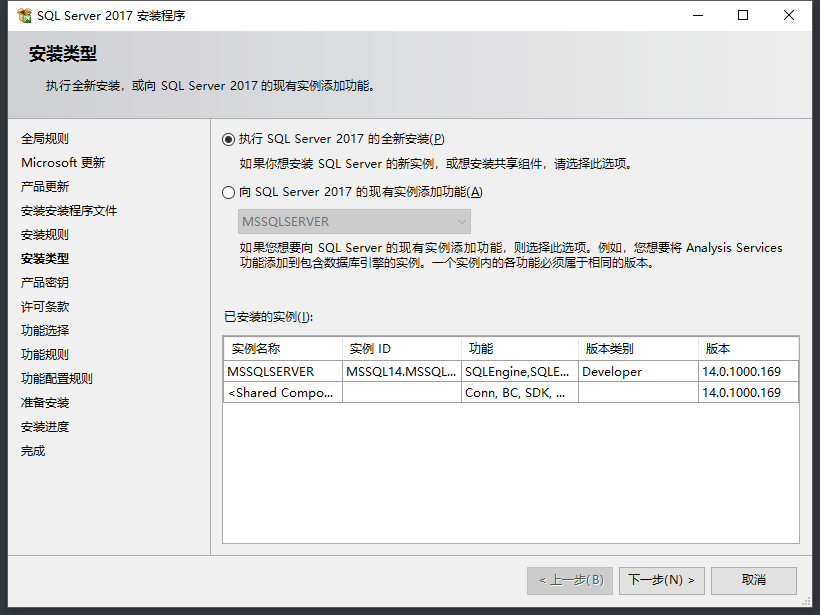 SQL Server 2017 安装程序
安装类型
执行全新安装，或向 SQL Server 2017 的现有实例添加功能。
全局规则
Microsoft 更新
产品更新
安装安装程序文件
安装规则
安装类型
产品密钥
许可条款
功能选择
功能规则
功能配置规则
准备安装
安装进度
完成
执行 SQL Server 2017 的全新安装(P)
如果你想安装 SQL Server 的新实例，或想安装共享组件，请选择此选项。
向 SQL Server 2017 的现有实例添加功能(A)
MSSQLSERVER
如果您想要向 SQL Server 的现有实例添加功能，则选择此选项。例如，您想要将 Analysis Services
功能添加到包含数据库引擎的实例。一个实例内的各功能必须属于相同的版本。
已安装的实例(I):
实例名称 实例 ID 功能 版本类别 版本
MSSQLSERVER MSSQL14.MSSQL... SQLEngine,SQLE... Developer 14.0.1000.169
<Shared Compo... Conn, BC, SDK, ... 14.0.1000.169
< 上一步(B) 下一步(N) > 取消